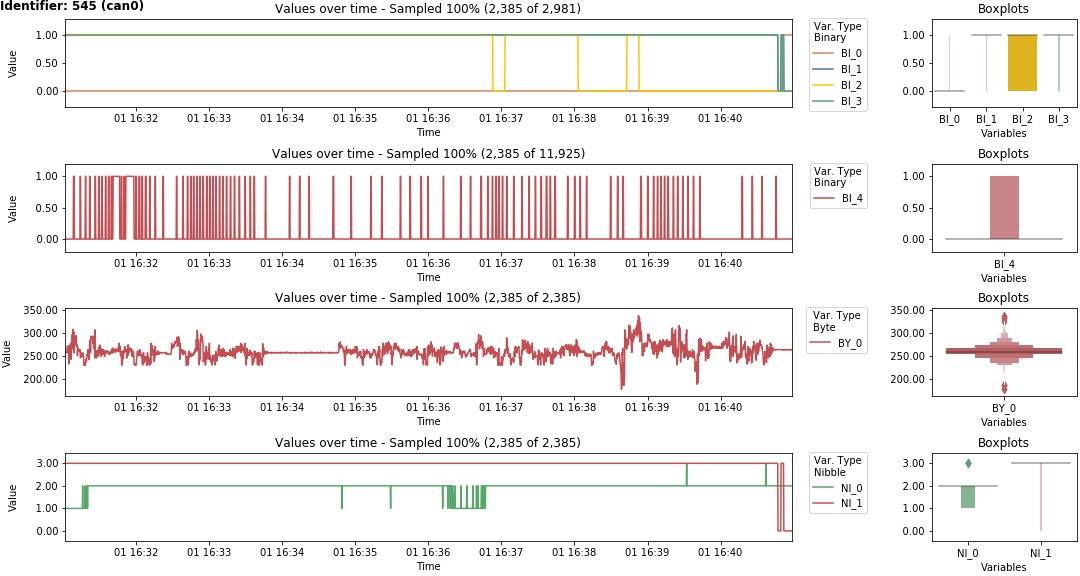 Identifier: 545 (can0)
Values over time - Sampled 100% (2,385 of 2,981)
Value
1.00
0.50
0.00
01 16:32 01 16:33 01 16:34 01 16:35 01 16:36 01 16:37 01 16:38 01 16:39 01 16:40
Time
Var. Type
Binary
BI_0
BI_1
BI_2
BI_3
Boxplots
1.00
0.50
0.00
BI_0 BI_1 BI_2 BI_3
Variables
Values over time - Sampled 100% (2,385 of 11,925)
Value
1.00
0.50
0.00
01 16:32 01 16:33 01 16:34 01 16:35 01 16:36 01 16:37 01 16:38 01 16:39 01 16:40
Time
Var. Type
Binary
BI_4
Boxplots
1.00
0.50
0.00
BI_4
Variables
Values over time - Sampled 100% (2,385 of 2,385)
Value
350.00
300.00
250.00
200.00
01 16:32 01 16:33 01 16:34 01 16:35 01 16:36 01 16:37 01 16:38 01 16:39 01 16:40
Time
Var. Type
Byte
BY_0
Boxplots
350.00
300.00
250.00
200.00
BY_0
Variables
Values over time - Sampled 100% (2,385 of 2,385)
Value
3.00
2.00
1.00
0.00
01 16:32 01 16:33 01 16:34 01 16:35 01 16:36 01 16:37 01 16:38 01 16:39 01 16:40
Time
Var. Type
Nibble
NI_0
NI_1
Boxplots
3.00
2.00
1.00
0.00
NI_0 NI_1
Variables